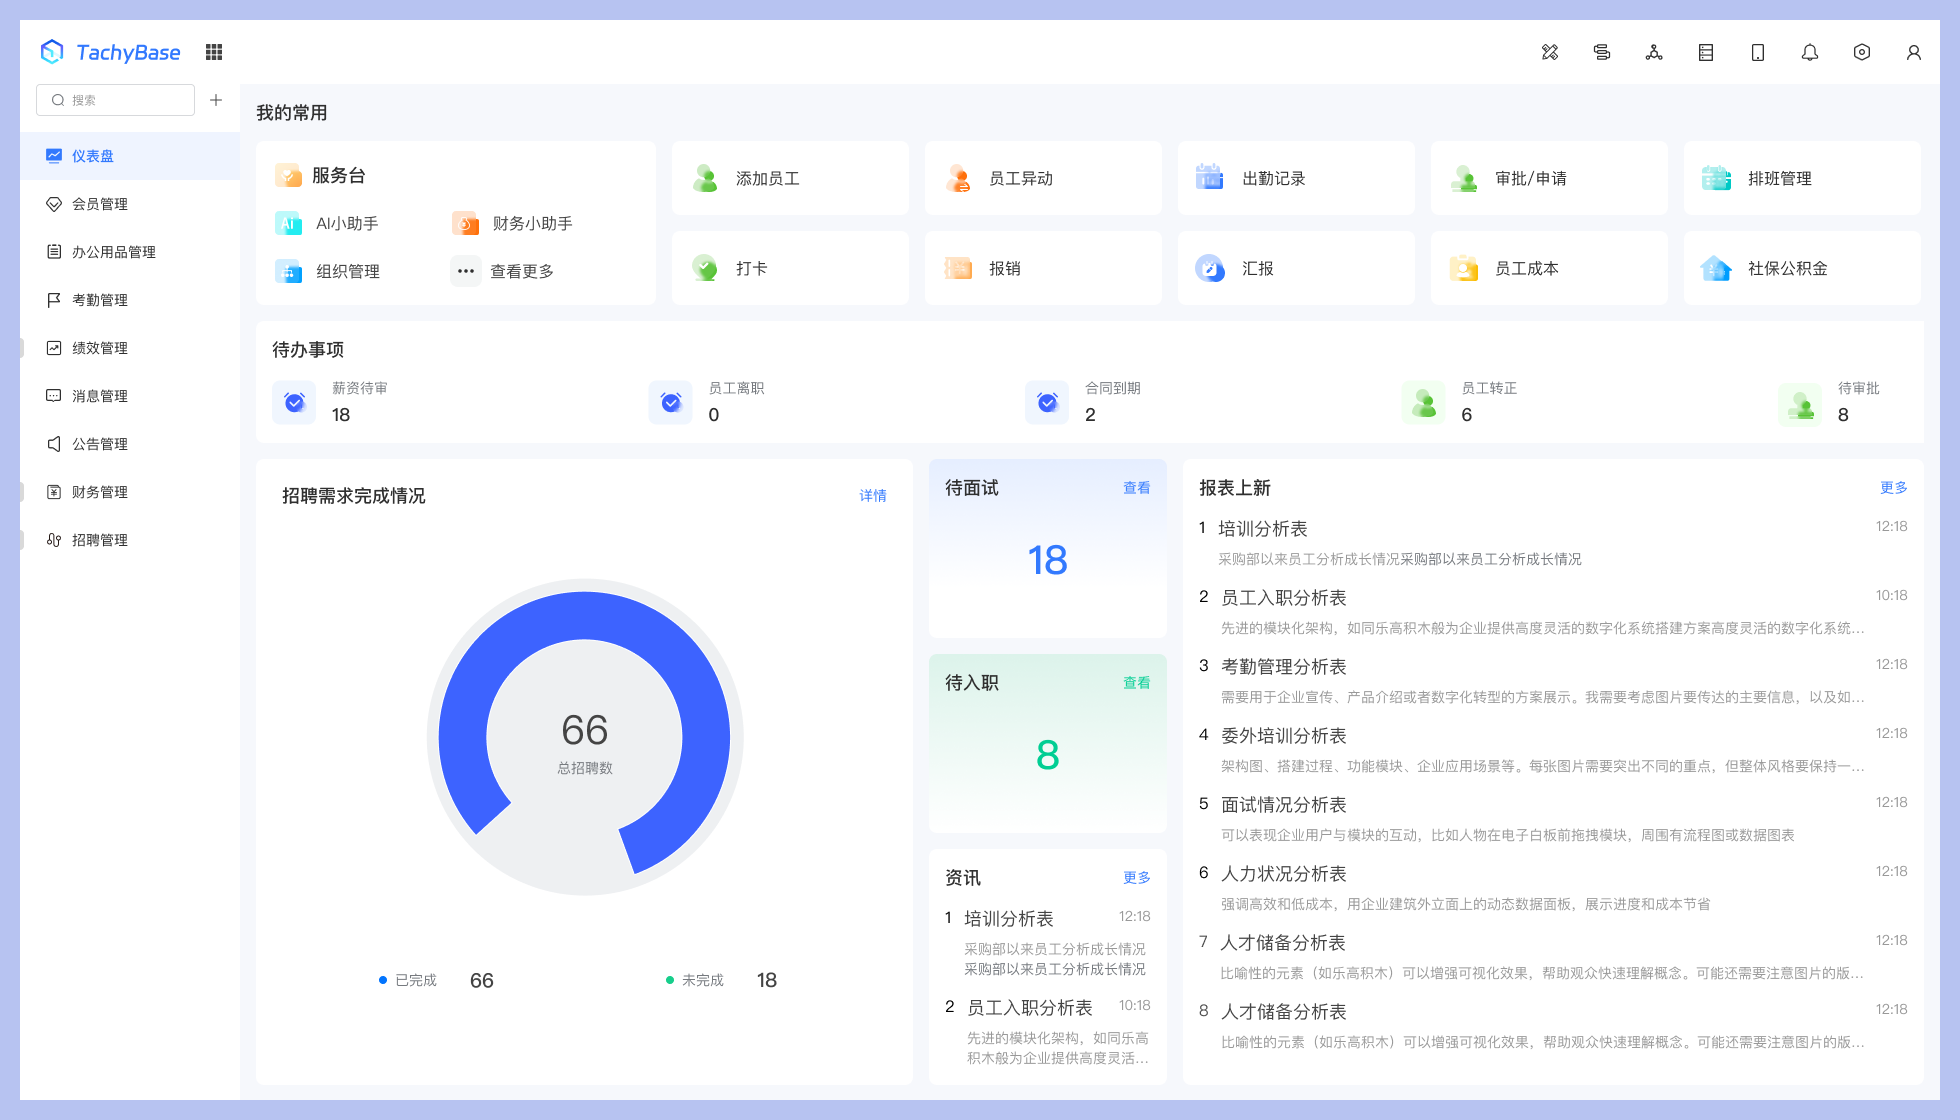 TachyBase
搜索
仪表盘
会员管理
办公用品管理
考勤管理
绩效管理
消息管理
公告管理
财务管理
招聘管理
我的常用
服务台
AI AI小助手
财务小助手
组织管理
查看更多
添加员工
员工异动
出勤记录
审批/申请
排班管理
打卡
报销
汇报
员工成本
社保公积金
待办事项
薪资待审
18
员工离职
0
合同到期
2
员工转正
6
待审批
8
招聘需求完成情况
详情
66
总招聘数
已完成 66
未完成 18
待面试
查看
18
待入职
查看
8
资讯
更多
1 培训分析表 12:18
采购部以来员工分析成长情况
采购部以来员工分析成长情况
2 员工入职分析表 10:18
先进的模块化架构，如同乐高
积木般为企业提供高度灵活...
报表上新
更多
1 培训分析表 12:18
采购部以来员工分析成长情况采购部以来员工分析成长情况
2 员工入职分析表 10:18
先进的模块化架构，如同乐高积木般为企业提供高度灵活的数字化系统搭建方案高度灵活的数字化系统...
3 考勤管理分析表 12:18
需要用于企业宣传、产品介绍或者数字化转型的方案展示。我需要考虑图片要传达的主要信息，以及如...
4 委外培训分析表 12:18
架构图、搭建过程、功能模块、企业应用场景等。每张图片需要突出不同的重点，但整体风格要保持一...
5 面试情况分析表 12:18
可以表现企业用户与模块的互动，比如人物在电子白板前拖拽模块，周围有流程图或数据图表
6 人力状况分析表 12:18
强调高效和低成本，用企业建筑外立面上的动态数据面板，展示进度和成本节省
7 人才储备分析表 12:18
比喻性的元素（如乐高积木）可以增强可视化效果，帮助观众快速理解概念。可能还需要注意图片的版...
8 人才储备分析表 12:18
比喻性的元素（如乐高积木）可以增强可视化效果，帮助观众快速理解概念。可能还需要注意图片的版...